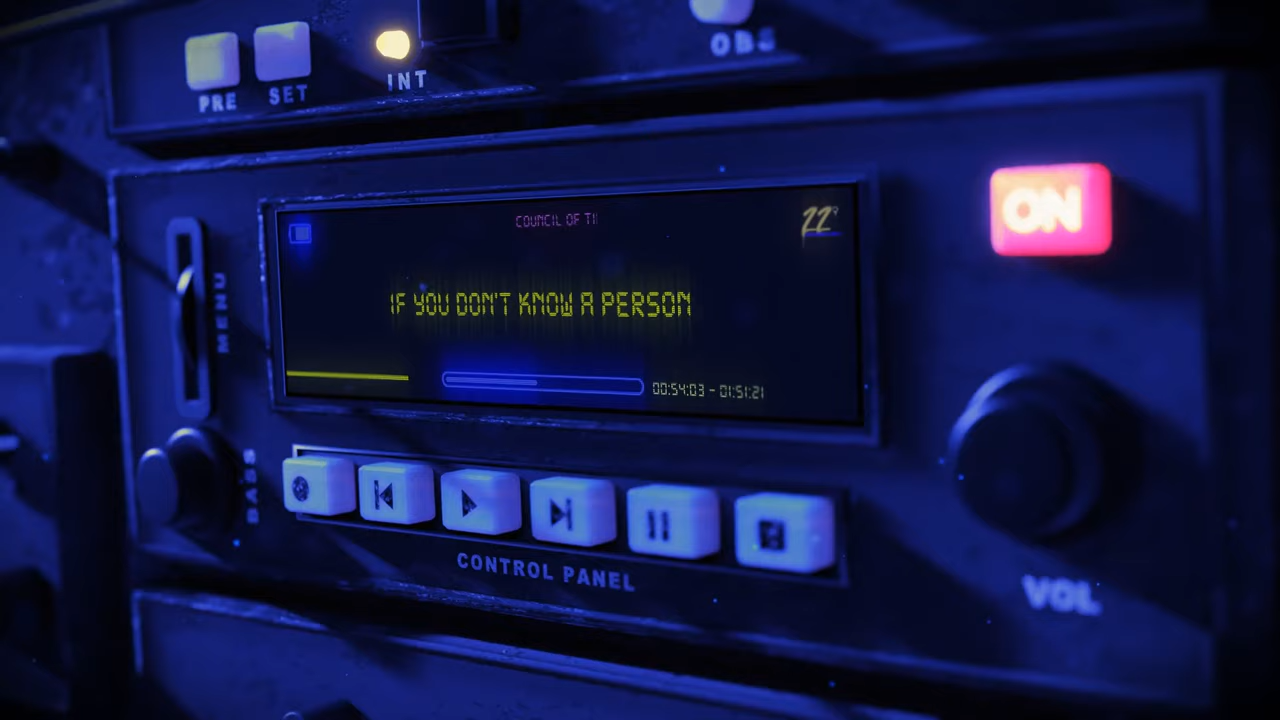 PRE
SET
INT
OBS
COUNCIL OF TI
22°
IF YOU DON'T KNOW A PERSON
00:54:03 - 01:51:21
ON
MENU
BASS
CONTROL PANEL
VOL